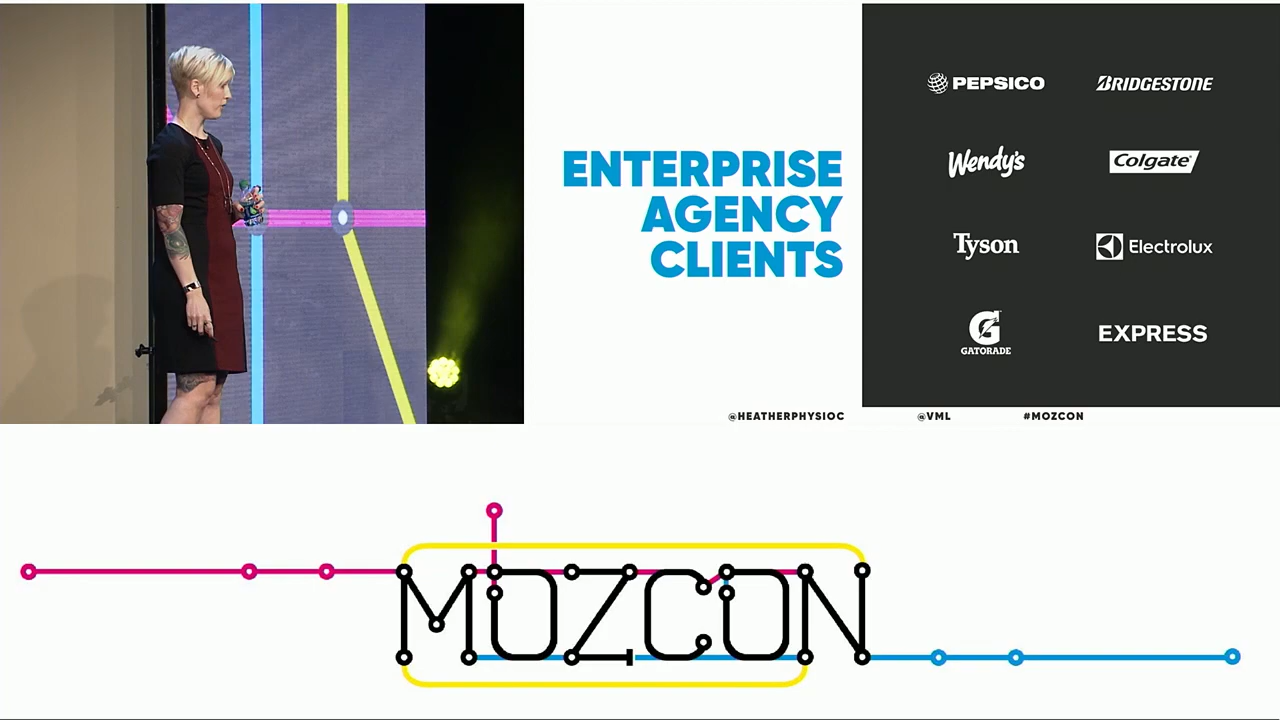 ENTERPRISE
AGENCY
CLIENTS
PEPSICO
BRIDGESTONE
Wendy's
Colgate
Tyson
Electrolux
G
GATORADE
EXPRESS
@HEATHERPHYSIOC
@VML
#MOZCON
MOZCON